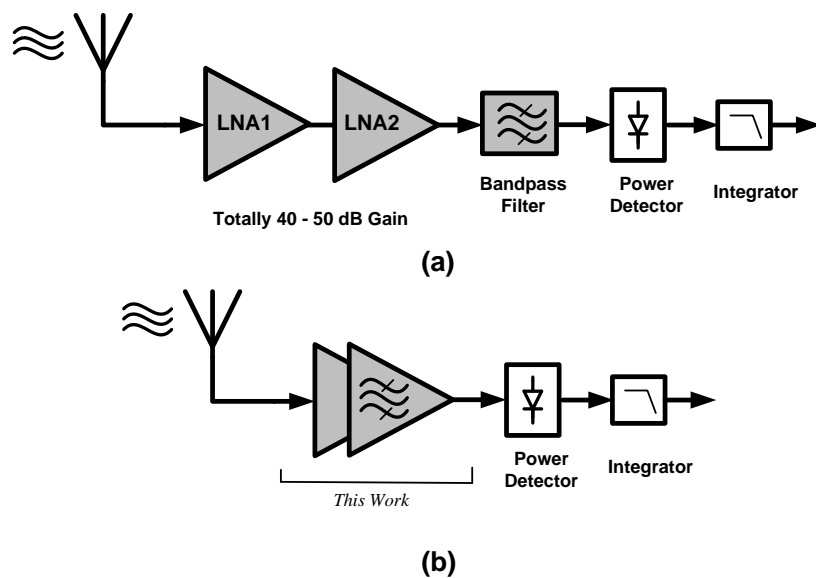 LNA1
LNA2
Bandpass
Filter
Power
Detector
Integrator
Totally 40 - 50 dB Gain
(a)
Power
Detector
Integrator
This Work
(b)